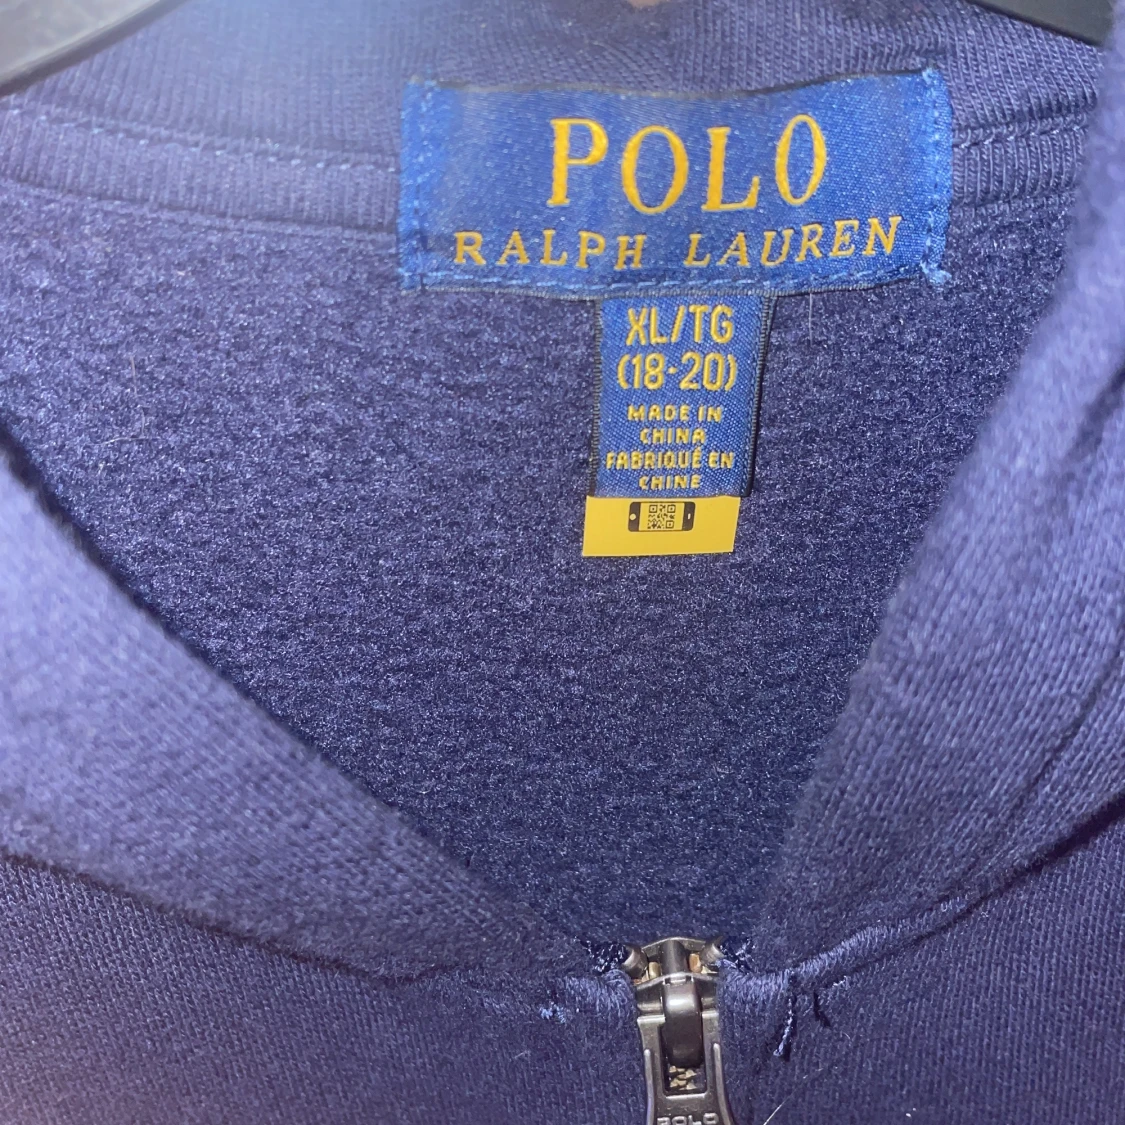 POLO
RALPH LAUREN
XL/TG
(18-20)
MADE IN
CHINA
FABRIQUÉ EN
CHINE
POLO